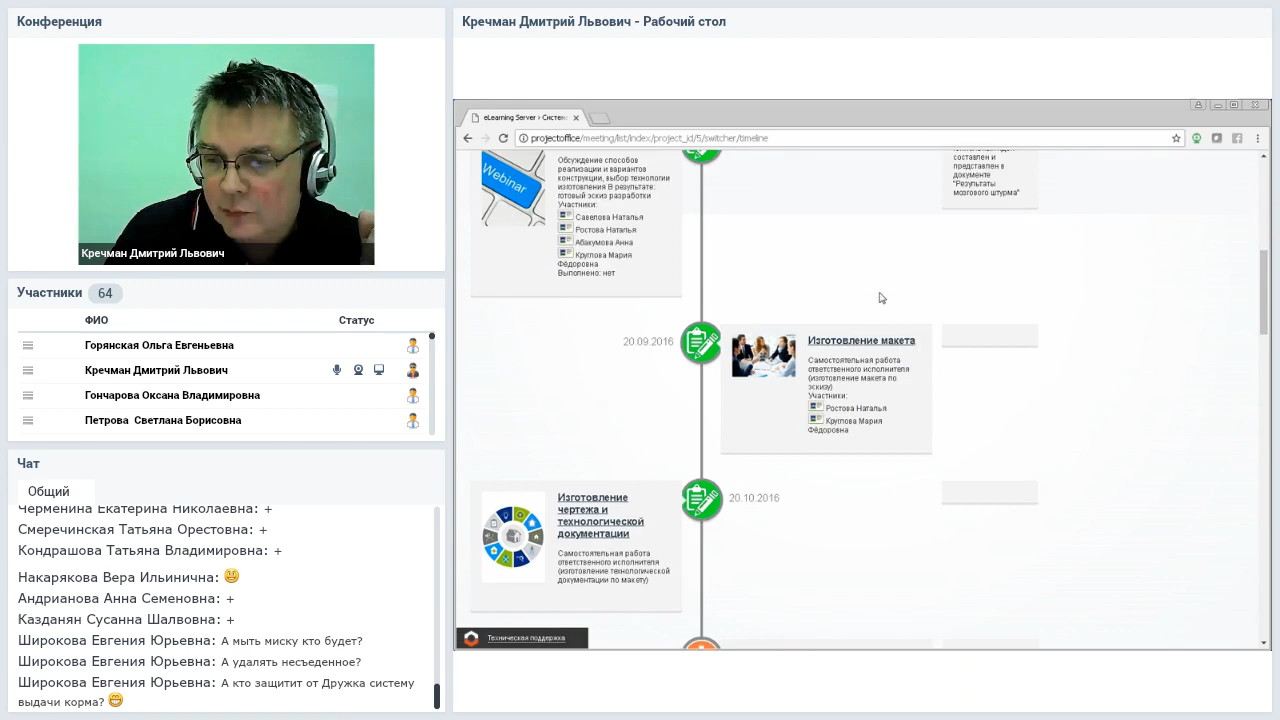 Конференция
Кречман Дмитрий Львович
Участники 64
ФИО Статус
Горянская Ольга Евгеньевна
Кречман Дмитрий Львович
Гончарова Оксана Владимировна
Петрова Светлана Борисовна
Чат
Общий
Черменина Екатерина Николаевна: +
Смеречинская Татьяна Орестовна: +
Кондрашова Татьяна Владимировна: +
Накарякова Вера Ильинична:
Андрианова Анна Семеновна: +
Казданян Сусанна Шалвовна: +
Широкова Евгения Юрьевна: А мыть миску кто будет?
Широкова Евгения Юрьевна: А удалять несъеденное?
Широкова Евгения Юрьевна: А кто защитит от Дружка систему
выдачи корма?
Кречман Дмитрий Львович - Рабочий стол
eLearning Server › Систем
projectoffice/meeting/list/index/project_id/5/switcher/timeline
Webinar
Обсуждение способов
реализации и вариантов
конструкции, выбор технологии
изготовления В результате:
готовый эскиз разработки
Участники:
Савелова Наталья
Ростова Наталья
Абакумова Анна
Круглова Мария
Фёдоровна
Выполнено: нет
составлен и
представлен в
документе
"Результаты
мозгового штурма"
20.09.2016
Изготовление макета
Самостоятельная работа
ответственного исполнителя
(изготовление макета по
эскизу)
Участники:
Ростова Наталья
Круглова Мария
Фёдоровна
Изготовление
чертежа и
технологической
документации
Самостоятельная работа
ответственного исполнителя
(изготовление технологической
документации по макету)
20.10.2016
Техническая поддержка